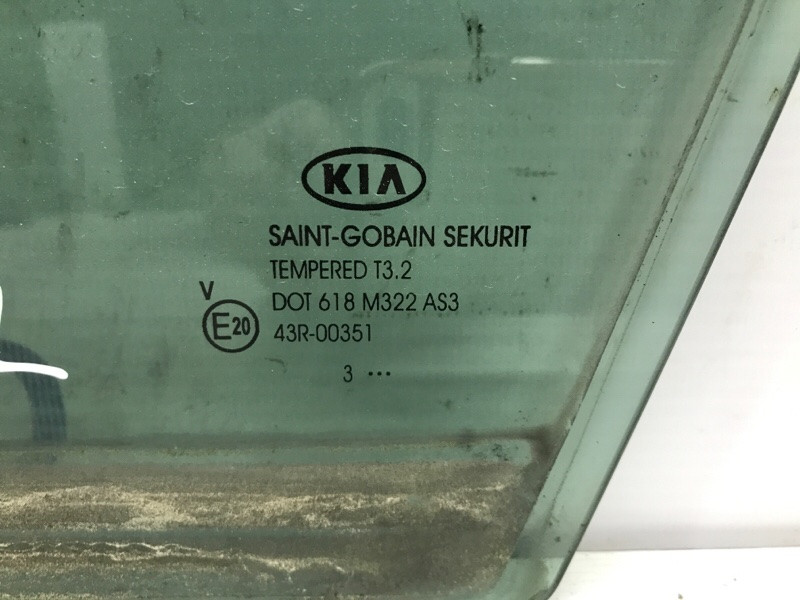 KIA
SAINT-GOBAIN SEKURIT
TEMPERED T3.2
V
DOT 618 M322 AS3
E20
43R-00351
3 ...